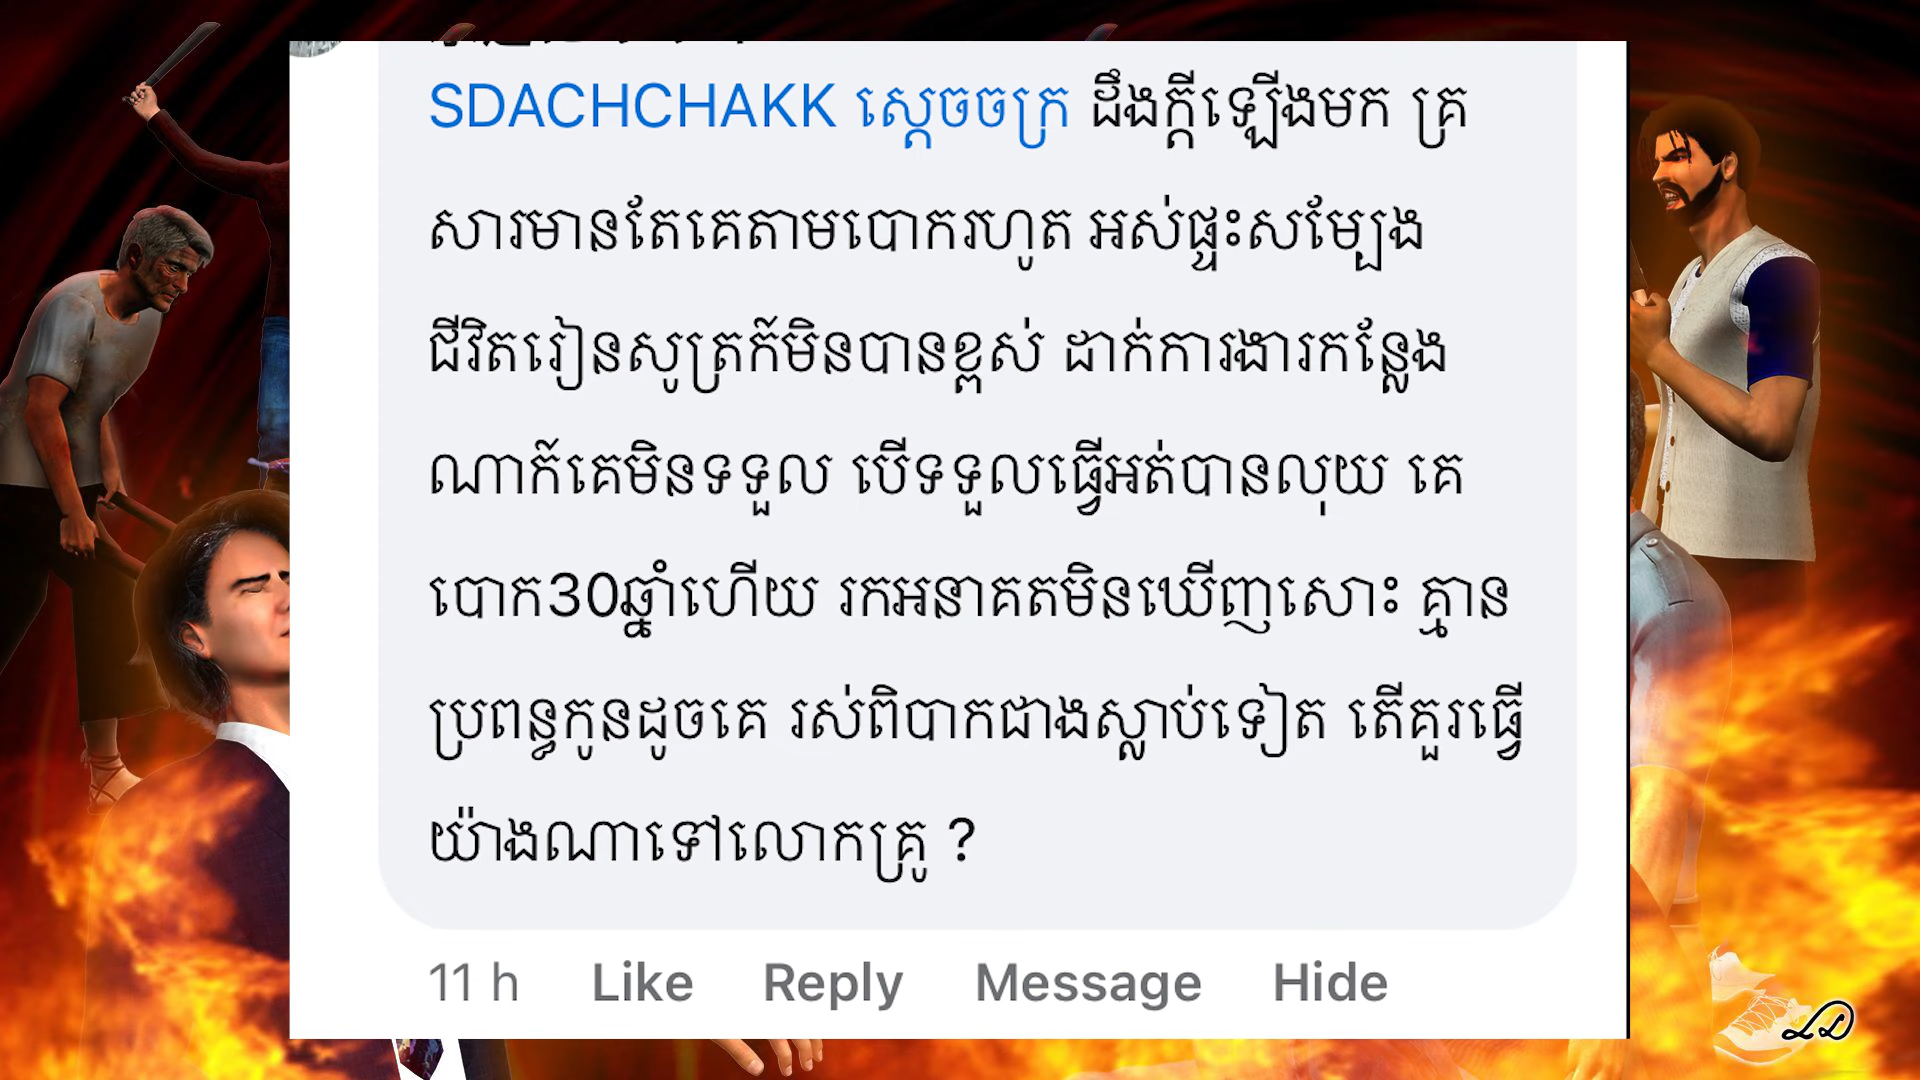 SDACHCHAKK ស្ដេចចក្រ ដឹងក្ដីឡើងមក គ្រ
សារមានតែគេតាមបោករហូត អស់ផ្ទះសម្បែង
ជីវិតរៀនសូត្រក៏មិនបានខ្ពស់ ដាក់ការងារកន្លែង
ណាក៏គេមិនទទួល បើទទួលធ្វើអត់បានលុយ គេ
បោក30ឆ្នាំហើយ រកអនាគតមិនឃើញសោះ គ្មាន
ប្រពន្ធកូនដូចគេ រស់ពិបាកជាងស្លាប់ទៀត តើគួរធ្វើ
យ៉ាងណាទៅលោកគ្រូ ?
11 h Like Reply Message Hide